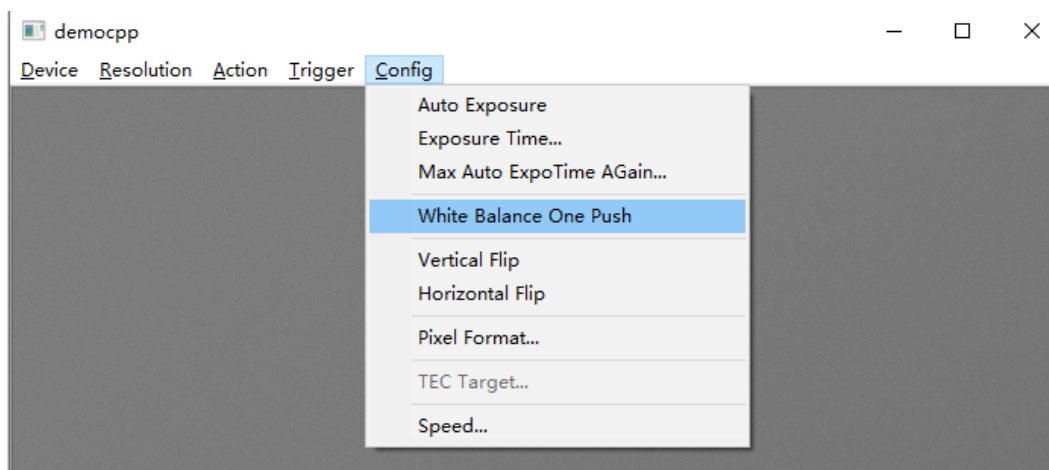 democpp
Device Resolution Action Trigger Config
Auto Exposure
Exposure Time...
Max Auto ExpoTime AGain...
White Balance One Push
Vertical Flip
Horizontal Flip
Pixel Format...
TEC Target...
Speed...